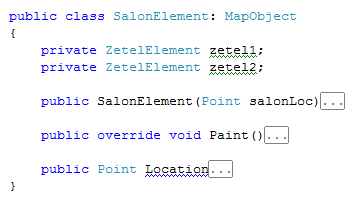 public class SalonElement: MapObject
{
private ZetelElement zetel1;
private ZetelElement zetel2;
public SalonElement(Point salonLoc)...
public override void Paint()...
public Point Location...
}